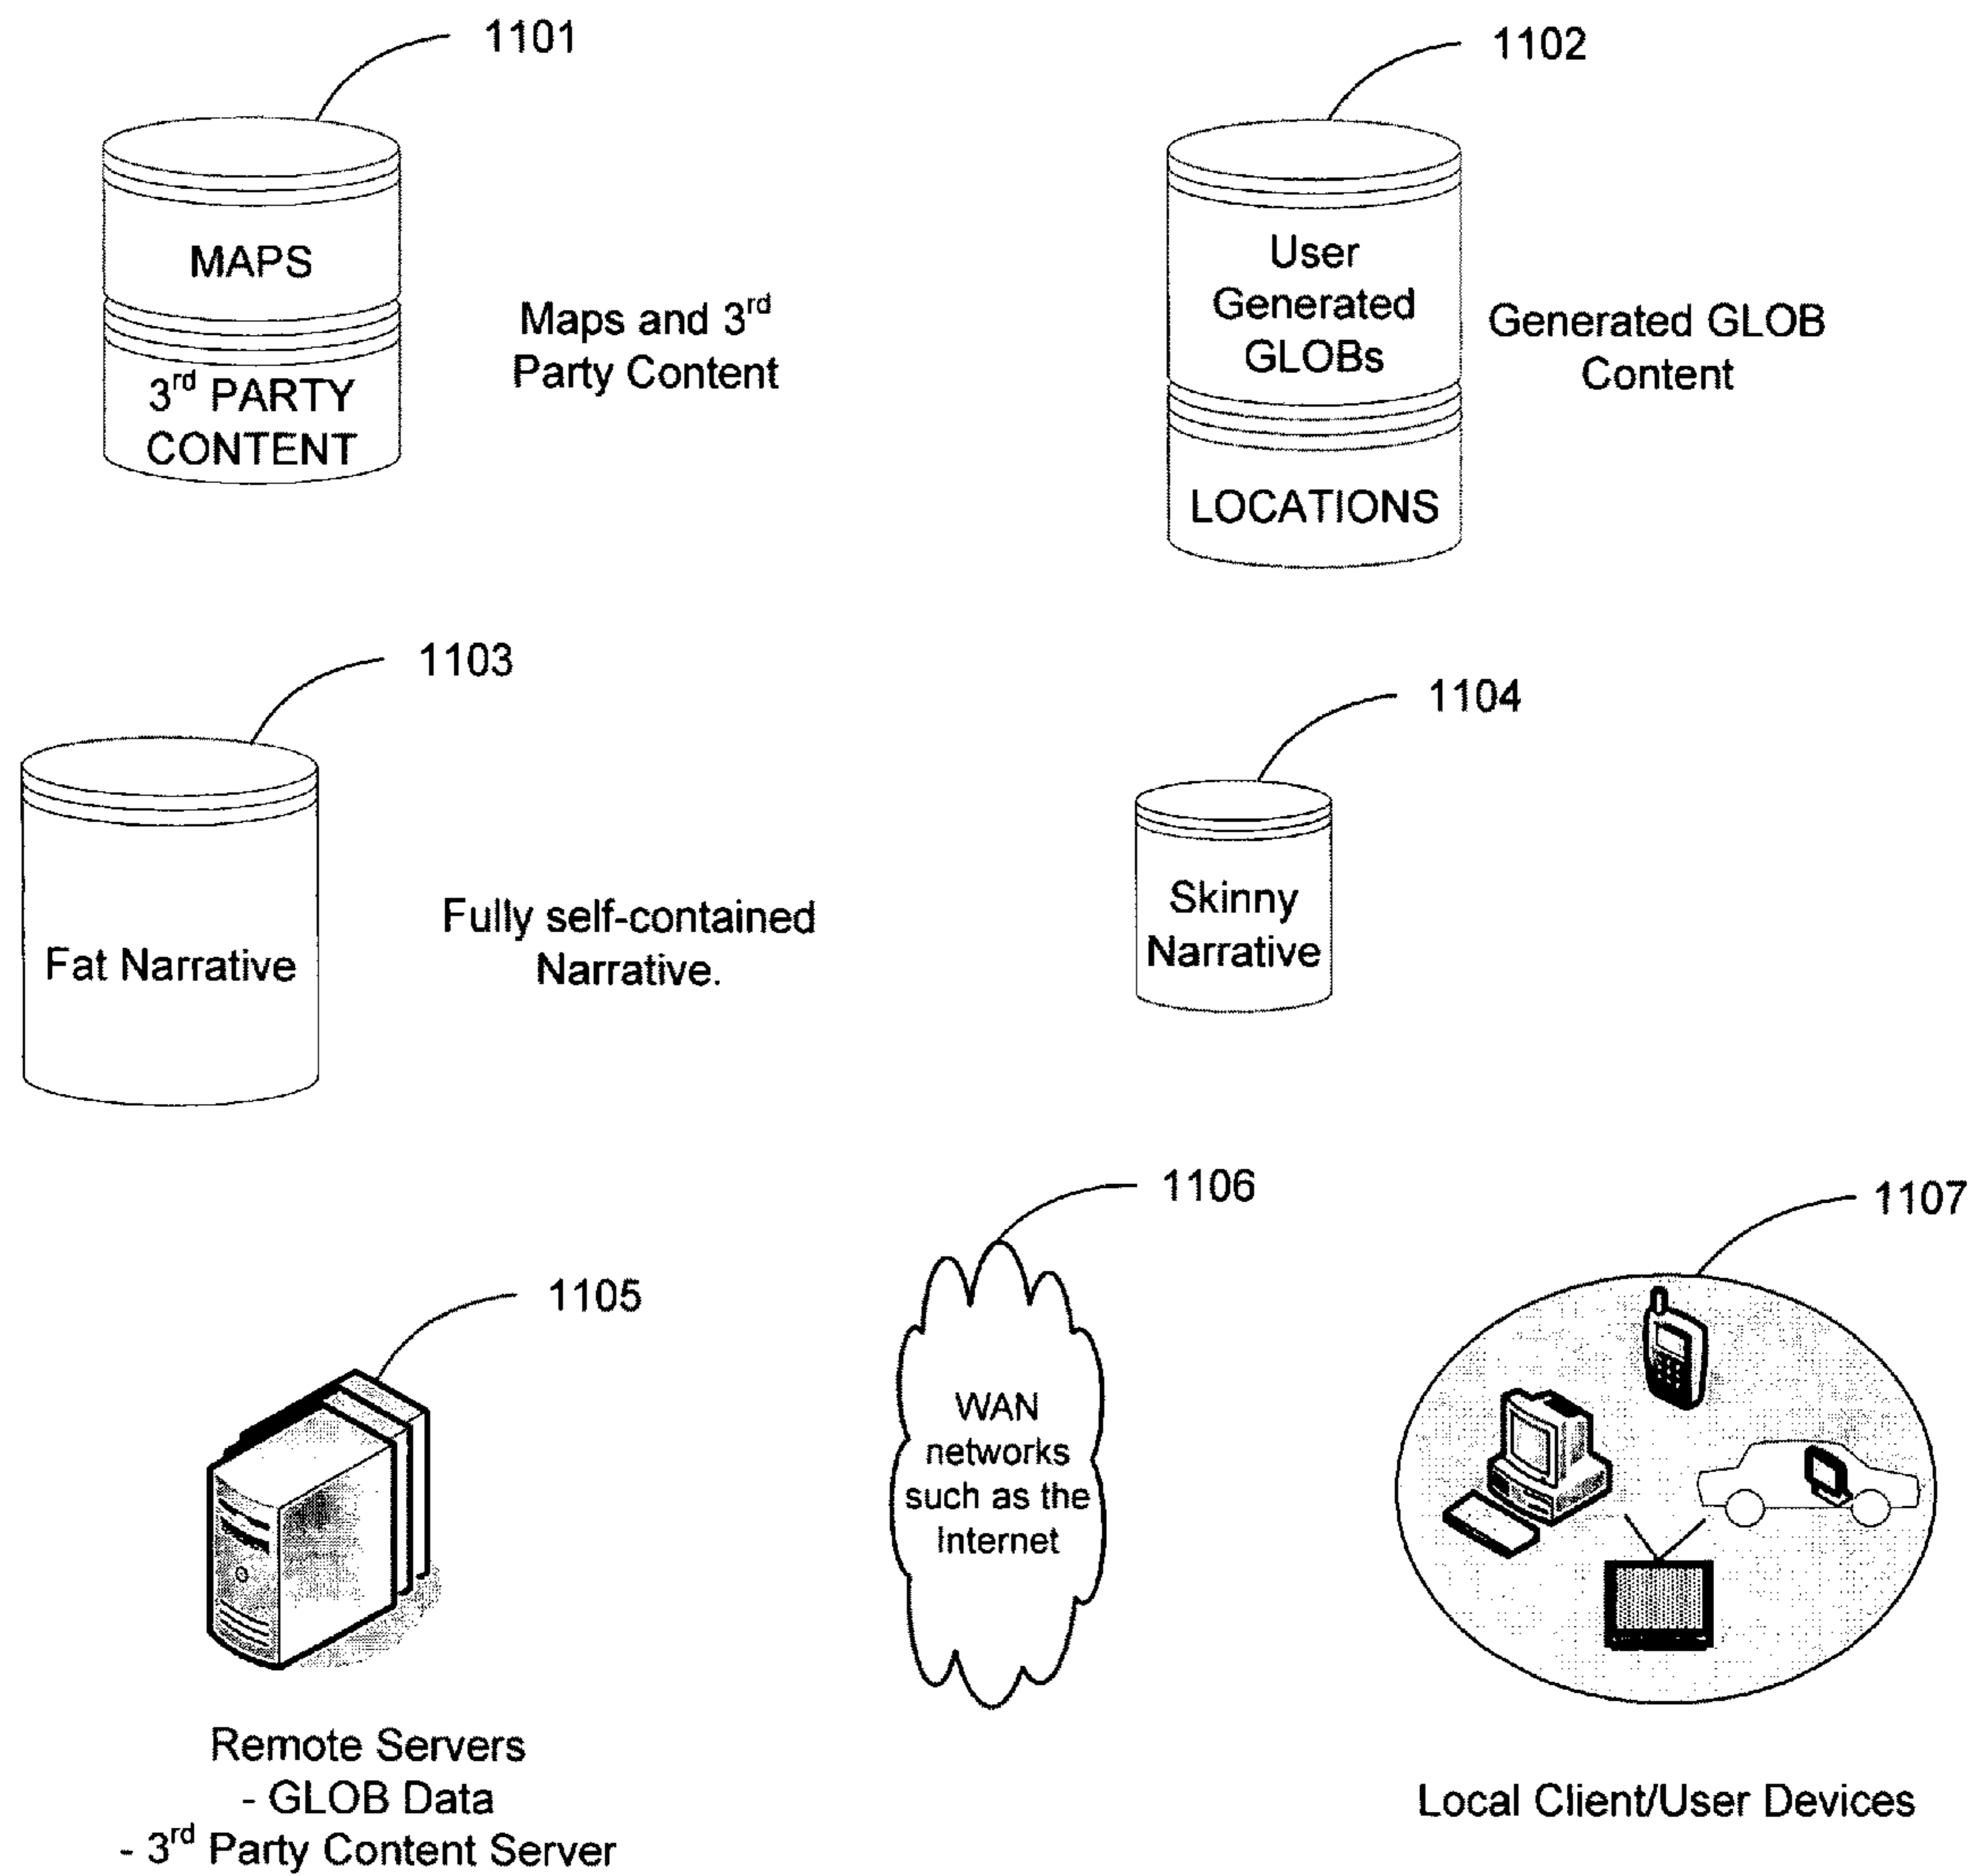 1101
1102
MAPS
3rd PARTY
CONTENT
Maps and 3rd
Party Content
User
Generated
GLOBs
LOCATIONS
Generated GLOB
Content
1103
1104
Fat Narrative
Fully self-contained
Narrative.
Skinny
Narrative
1105
1106
1107
WAN
networks
such as the
Internet
Remote Servers
- GLOB Data
- 3rd Party Content Server
Local Client/User Devices